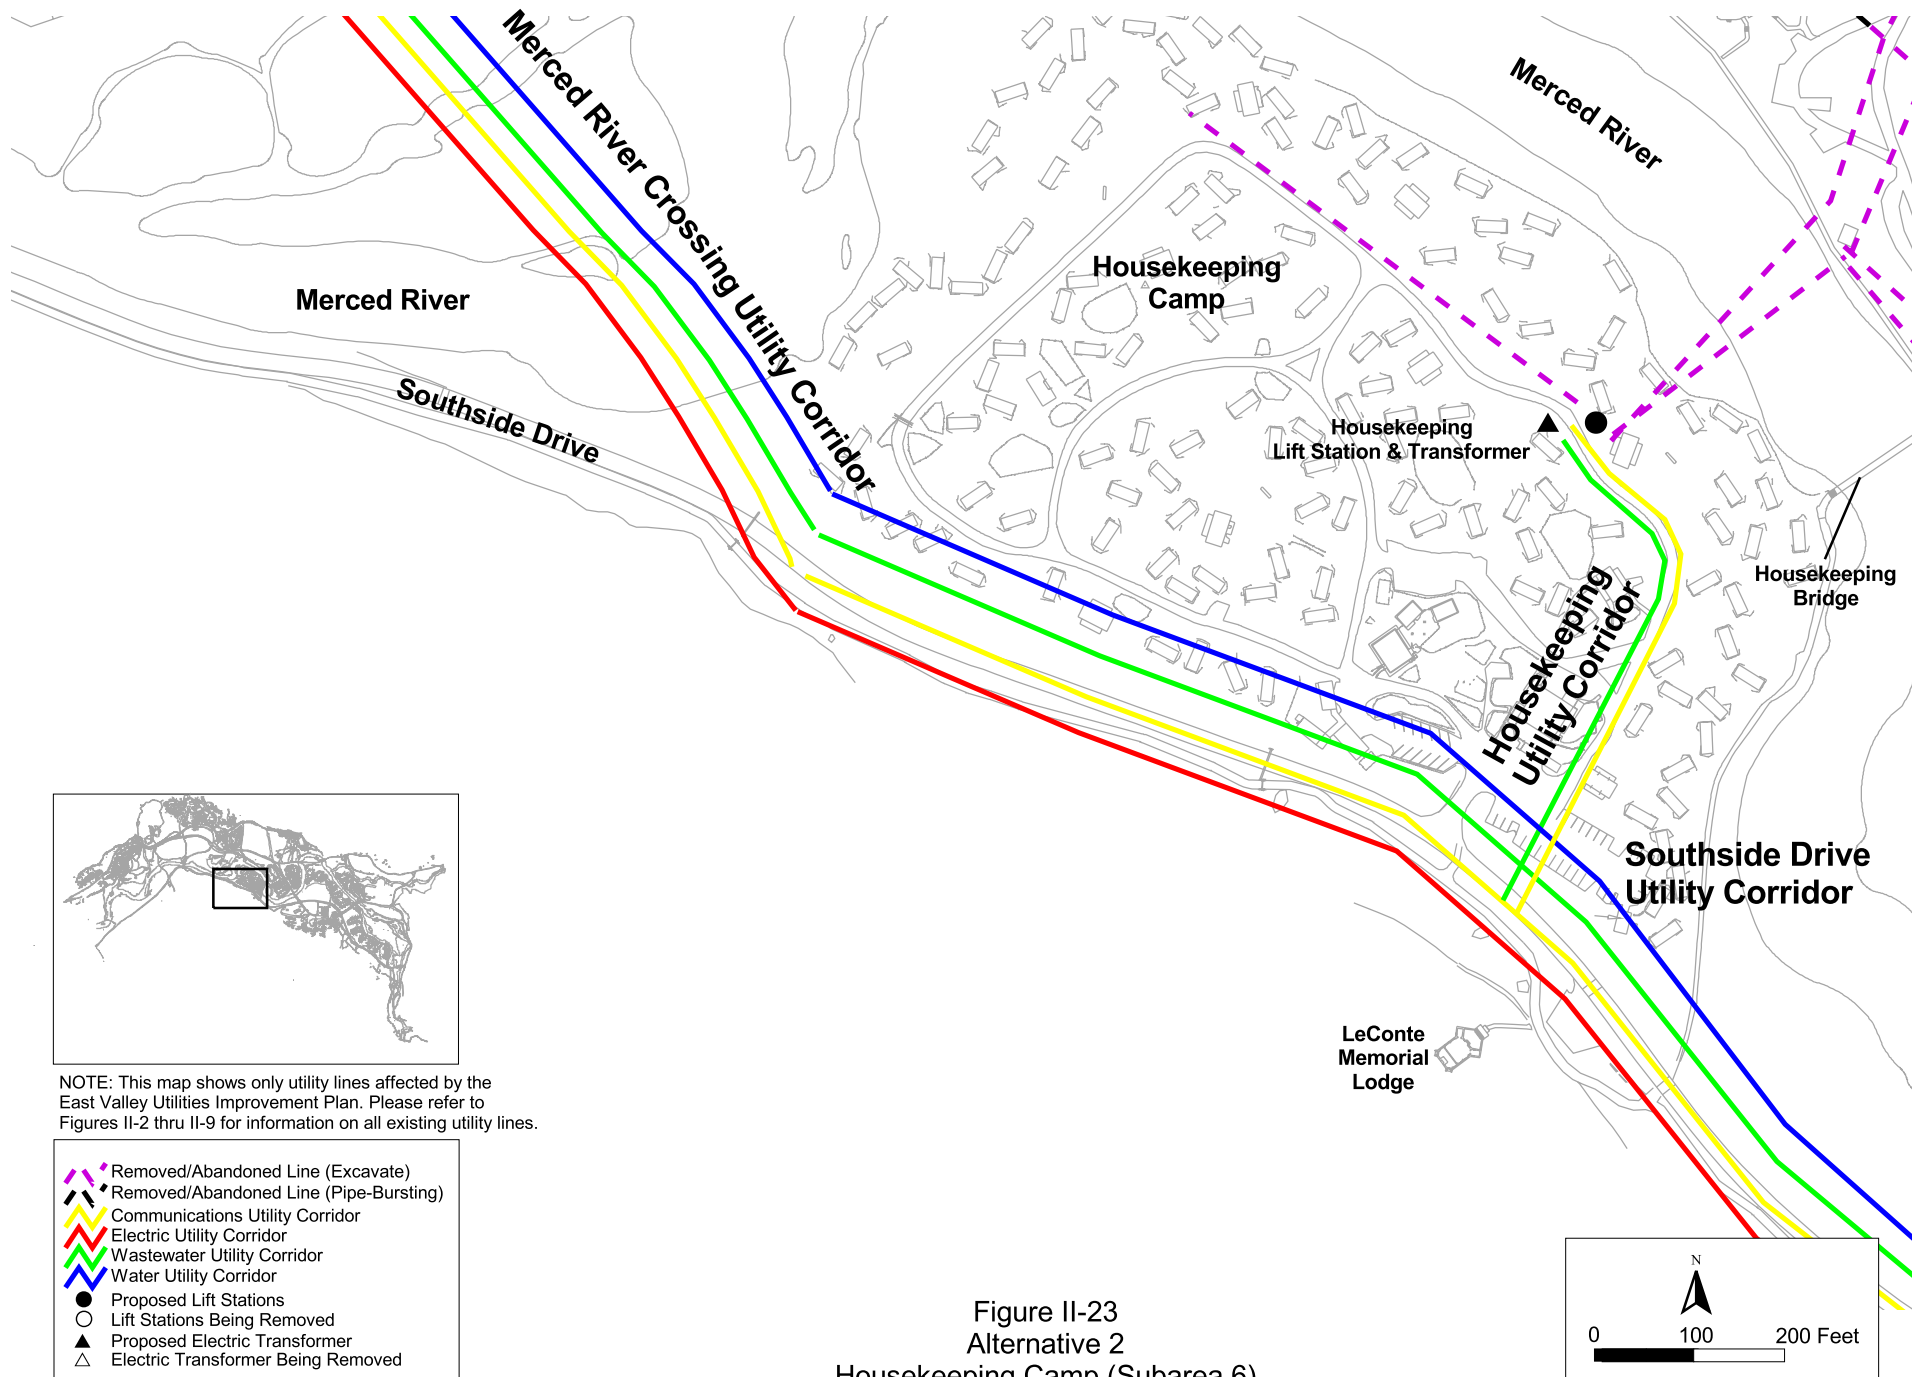 Merced River Crossing Utility Corridor
Merced River
Merced River
Southside Drive
Housekeeping
Camp
Housekeeping
Lift Station & Transformer
Housekeeping
Bridge
Housekeeping
Utility Corridor
Southside Drive
Utility Corridor
LeConte
Memorial
Lodge
NOTE: This map shows only utility lines affected by the
East Valley Utilities Improvement Plan. Please refer to
Figures II-2 thru II-9 for information on all existing utility lines.
Removed/Abandoned Line (Excavate)
Removed/Abandoned Line (Pipe-Bursting)
Communications Utility Corridor
Electric Utility Corridor
Wastewater Utility Corridor
Water Utility Corridor
Proposed Lift Stations
Lift Stations Being Removed
Proposed Electric Transformer
Electric Transformer Being Removed
Figure II-23
Alternative 2
Housekeeping Camp (Subarea 6)
N
0 100 200 Feet